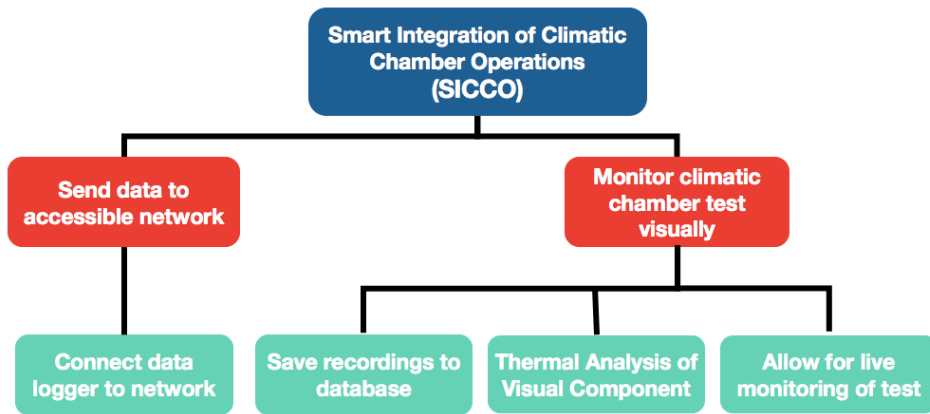 Smart Integration of Climatic
Chamber Operations
(SICCO)
Send data to
accessible network
Monitor climatic
chamber test
visually
Connect data
logger to network
Save recordings to
database
Thermal Analysis of
Visual Component
Allow for live
monitoring of test